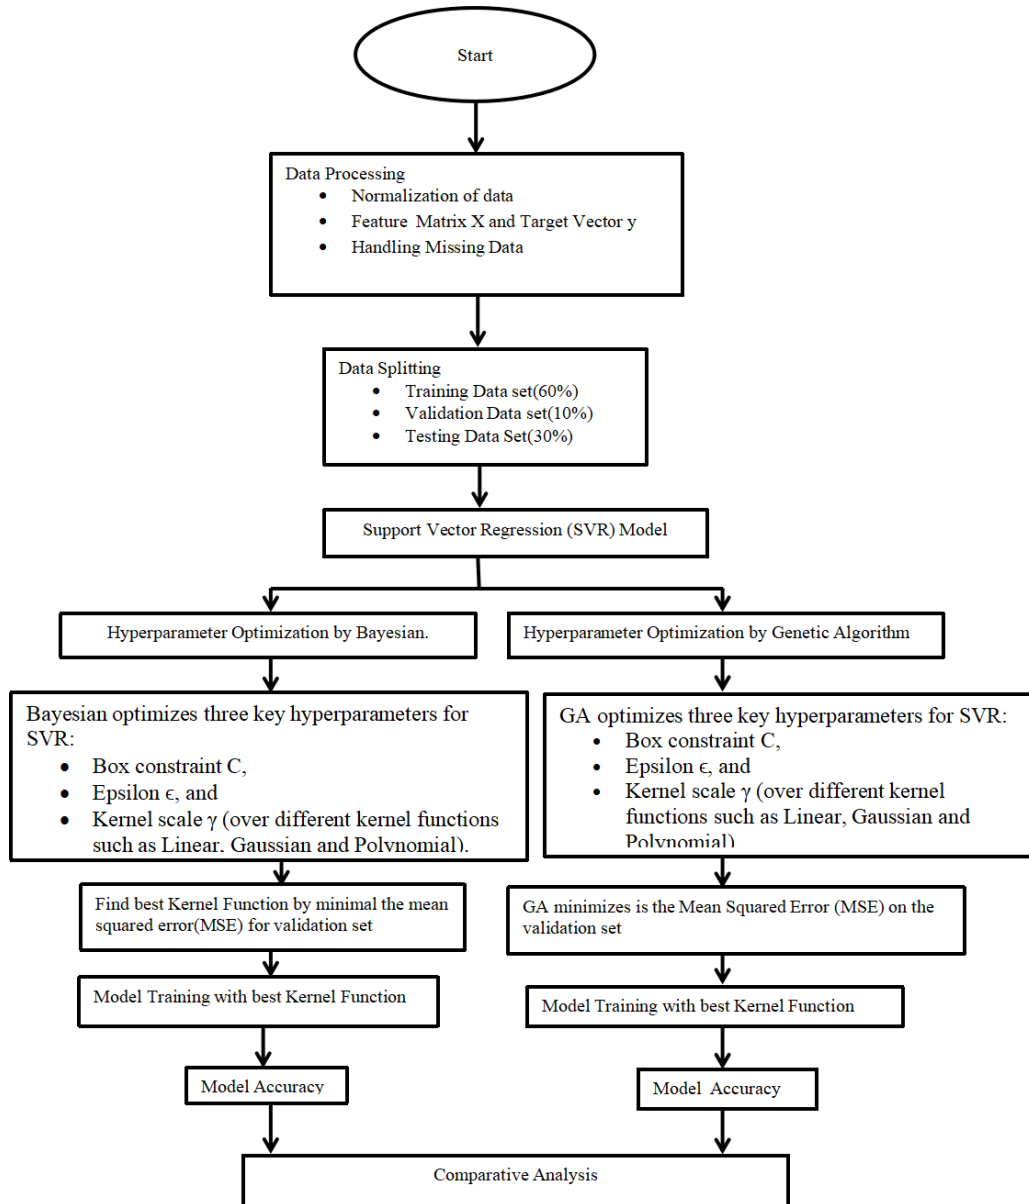 Start
Data Processing
• Normalization of data
• Feature Matrix X and Target Vector y
• Handling Missing Data
Data Splitting
• Training Data set(60%)
• Validation Data set(10%)
• Testing Data Set(30%)
Support Vector Regression (SVR) Model
Hyperparameter Optimization by Bayesian.
Hyperparameter Optimization by Genetic Algorithm
Bayesian optimizes three key hyperparameters for
SVR:
• Box constraint C,
• Epsilon ϵ, and
• Kernel scale γ (over different kernel functions
such as Linear, Gaussian and Polynomial).
GA optimizes three key hyperparameters for SVR:
• Box constraint C,
• Epsilon ϵ, and
• Kernel scale γ (over different kernel
functions such as Linear, Gaussian and
Polynomial)
Find best Kernel Function by minimal the mean
squared error(MSE) for validation set
GA minimizes is the Mean Squared Error (MSE) on the
validation set
Model Training with best Kernel Function
Model Training with best Kernel Function
Model Accuracy
Model Accuracy
Comparative Analysis